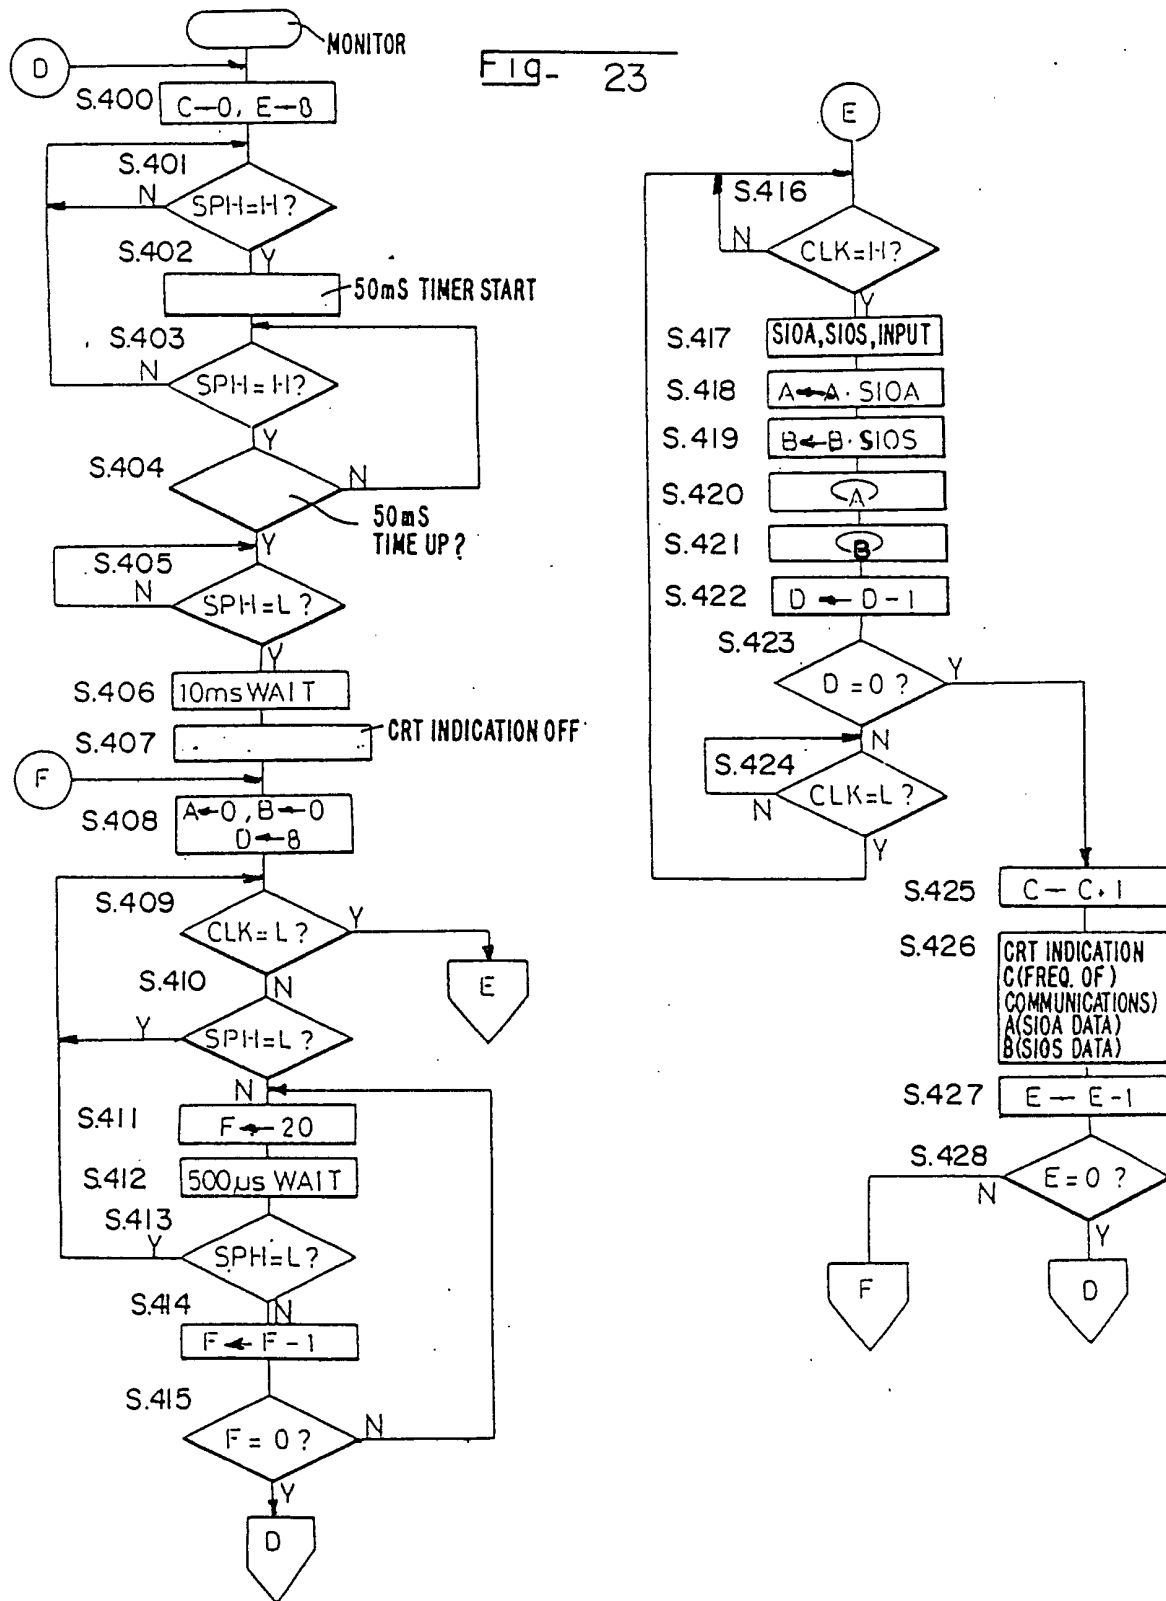 MONITOR
D
Fig- 23
S.400
C←0, E←8
S.401
N
SPH=H?
S.402
Y
50mS TIMER START
S.403
N
SPH=H?
Y
S.404
N
50mS
TIME UP?
Y
S.405
N
SPH=L?
Y
S.406
10ms WAIT
S.407
CRT INDICATION OFF
F
S.408
A←0, B←0
D←8
S.409
CLK=L?
Y
E
S.410
N
Y
SPH=L?
N
S.411
F←20
S.412
500µs WAIT
S.413
Y
SPH=L?
S.414
N
F←F-1
S.415
F=0?
N
Y
D
E
S.416
N
CLK=H?
Y
S.417
SIOA,SIOS,INPUT
S.418
A←A·SIOA
S.419
B←B·SIOS
S.420
A
S.421
B
S.422
D←D-1
S.423
D=0?
Y
N
S.424
CLK=L?
N
Y
S.425
C←C+1
S.426
CRT INDICATION
C(FREQ. OF)
COMMUNICATIONS)
A(SIOA DATA)
B(SIOS DATA)
S.427
E←E-1
S.428
N
E=0?
Y
F
D